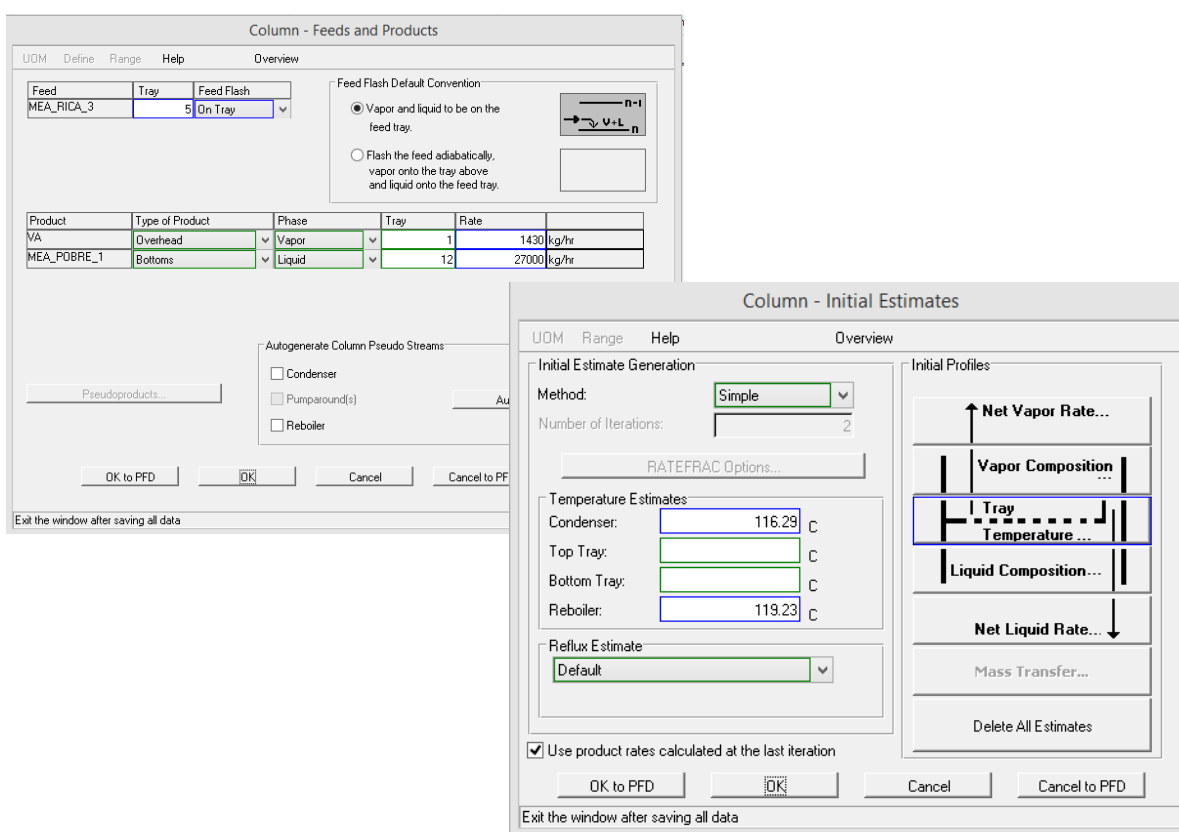 Column - Feeds and Products
UOM Define Range Help Overview
Feed Tray Feed Flash
MEA_RICA_3 5 On Tray
Feed Flash Default Convention
Vapor and liquid to be on the
feed tray.
n-1
V+L n
Flash the feed adiabatically,
vapor onto the tray above
and liquid onto the feed tray.
Product Type of Product Phase Tray Rate
VA Overhead Vapor 1 1430 kg/hr
MEA_POBRE_1 Bottoms Liquid 12 27000 kg/hr
Autogenerate Column Pseudo Streams
Condenser
Pseudoproducts...
Pumparound(s)
Au
Reboiler
OK to PFD OK Cancel Cancel to PF
Exit the window after saving all data
Column - Initial Estimates
UOM Range Help Overview
Initial Estimate Generation
Method: Simple
Number of Iterations: 2
RATEFRAC Options...
Temperature Estimates
Condenser: 116.29 C
Top Tray: C
Bottom Tray: C
Reboiler: 119.23 C
Reflux Estimate
Default
Initial Profiles
Net Vapor Rate...
Vapor Composition
...
Tray
Temperature ...
Liquid Composition...
Net Liquid Rate...
Mass Transfer...
Delete All Estimates
Use product rates calculated at the last iteration
OK to PFD OK Cancel Cancel to PFD
Exit the window after saving all data